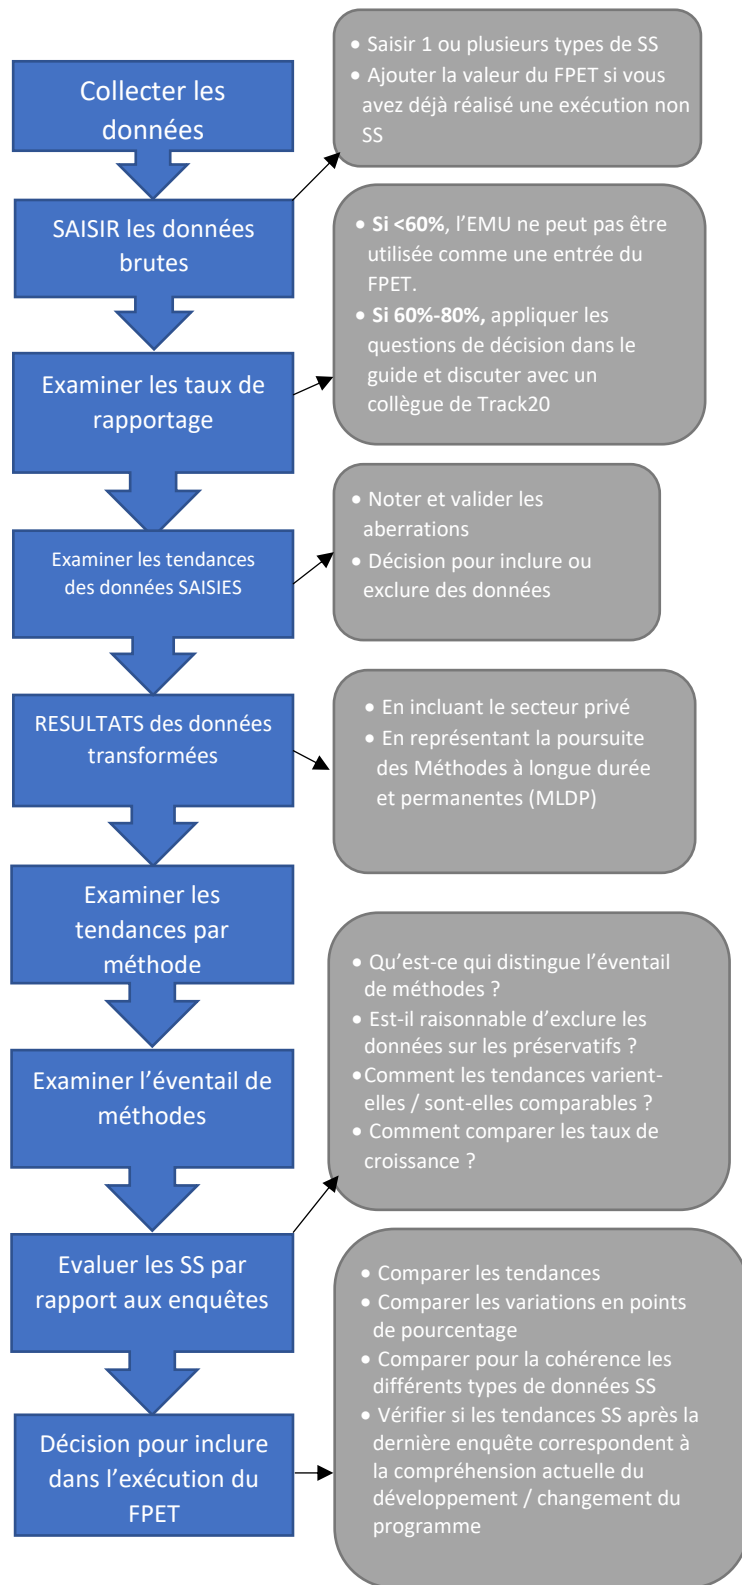 Collecter les
données
• Saisir 1 ou plusieurs types de SS
• Ajouter la valeur du FPET si vous
avez déjà réalisé une exécution non
SS
SAISIR les données
brutes
• Si <60%, l'EMU ne peut pas être
utilisée comme une entrée du
FPET.
• Si 60%-80%, appliquer les
questions de décision dans le
guide et discuter avec un
collègue de Track20
Examiner les taux de
rapportage
• Noter et valider les
aberrations
• Décision pour inclure ou
exclure des données
Examiner les tendances
des données SAISIES
RESULTATS des données
transformées
• En incluant le secteur privé
• En représentant la poursuite
des Méthodes à longue durée
et permanentes (MLDP)
Examiner les
tendances par
méthode
Examiner l'éventail de
méthodes
• Qu'est-ce qui distingue l'éventail
de méthodes ?
• Est-il raisonnable d'exclure les
données sur les préservatifs ?
• Comment les tendances varient-
elles / sont-elles comparables ?
• Comment comparer les taux de
croissance ?
Evaluer les SS par
rapport aux enquêtes
• Comparer les tendances
• Comparer les variations en points
de pourcentage
• Comparer pour la cohérence les
différents types de données SS
• Vérifier si les tendances SS après la
dernière enquête correspondent à
la compréhension actuelle du
développement / changement du
programme
Décision pour inclure
dans l'exécution du
FPET